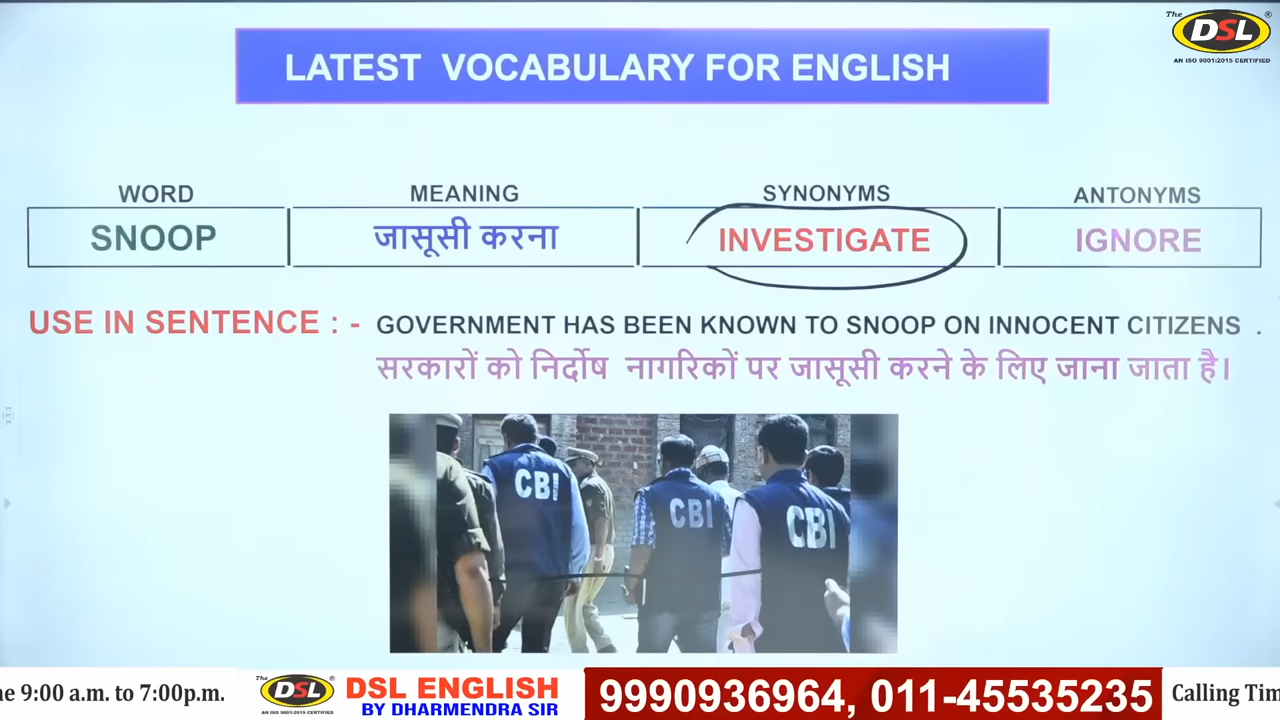 The DSL ®
AN ISO 9001:2015 CERTIFIED
LATEST VOCABULARY FOR ENGLISH
WORD MEANING SYNONYMS ANTONYMS
SNOOP जासूसी करना INVESTIGATE IGNORE
USE IN SENTENCE : - GOVERNMENT HAS BEEN KNOWN TO SNOOP ON INNOCENT CITIZENS .
सरकारों को निर्दोष नागरिकों पर जासूसी करने के लिए जाना जाता है।
CBI CBI CBI
ne 9:00 a.m. to 7:00p.m. The DSL ® DSL ENGLISH 9990936964, 011-45535235 Calling Tim
AN ISO 9001:2015 CERTIFIED BY DHARMENDRA SIR